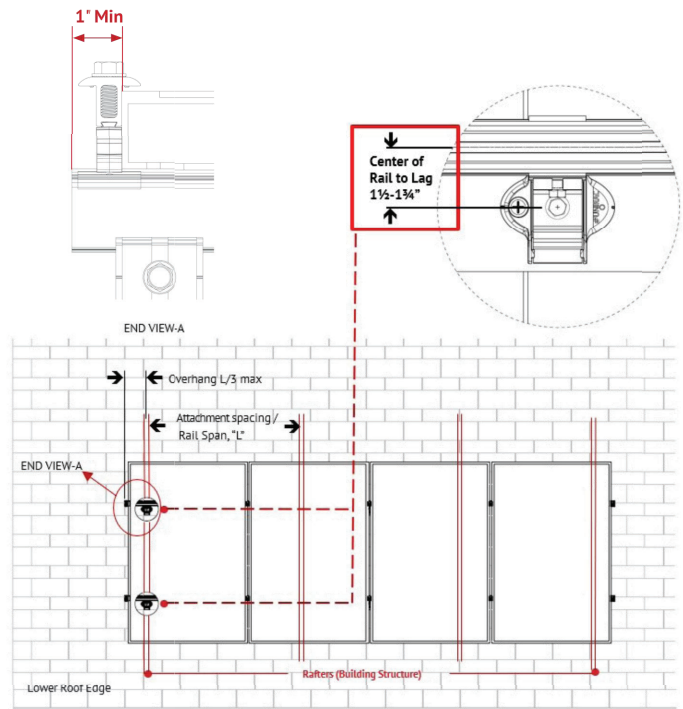 1" Min
Center of
Rail to Lag
1½-1¾”
END VIEW-A
Overhang L/3 max
Attachment spacing /
Rail Span, “L”
END VIEW-A
Rafters (Building Structure)
Lower Roof Edge